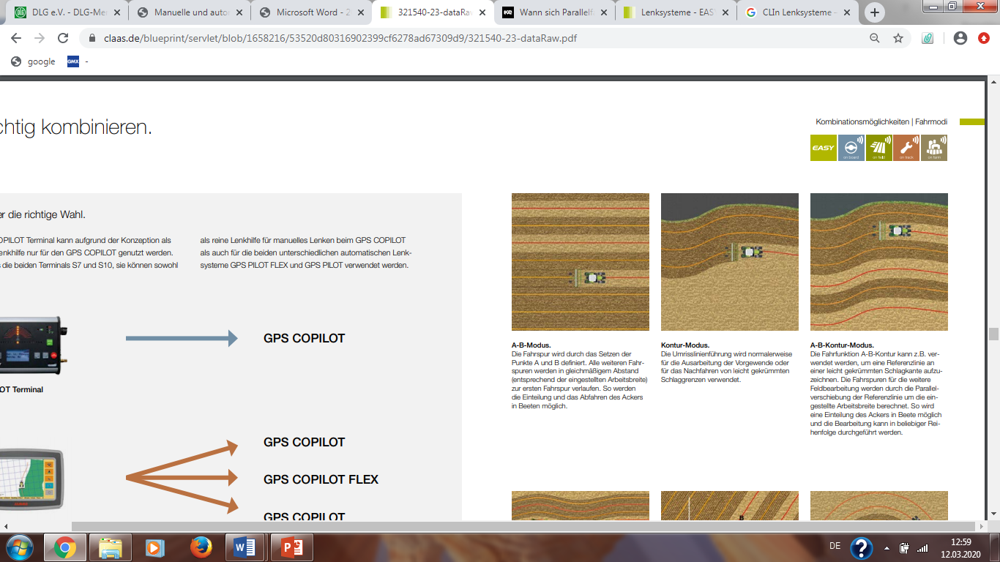 DLG e.V. - DLG-Mer
Manuelle und autor
Microsoft Word - 2
321540-23-dataRaw
Wann sich Parallelfa
Lenksysteme - EAS
CLIn Lenksysteme -
claas.de/blueprint/servlet/blob/1658216/53520d80316902399cf6278ad67309d9/321540-23-dataRaw.pdf
google
GMX
-
chtig kombinieren.
Kombinationsmöglichkeiten | Fahrmodi
EASY
on board
on field
on track
on farm
er die richtige Wahl.
OPILOT Terminal kann aufgrund der Konzeption als
enkhilfe nur für den GPS COPILOT genutzt werden.
s die beiden Terminals S7 und S10, sie können sowohl
als reine Lenkhilfe für manuelles Lenken beim GPS COPILOT
als auch für die beiden unterschiedlichen automatischen Lenk-
systeme GPS PILOT FLEX und GPS PILOT verwendet werden.
GPS COPILOT
OT Terminal
GPS COPILOT
GPS COPILOT FLEX
GPS COPILOT
A-B-Modus.
Die Fahrspur wird durch das Setzen der
Punkte A und B definiert. Alle weiteren Fahr-
spuren werden in gleichmäßigem Abstand
(entsprechend der eingestellten Arbeitsbreite)
zur ersten Fahrspur verlaufen. So werden
die Einteilung und das Abfahren des Ackers
in Beeten möglich.
Kontur-Modus.
Die Umrisslinienführung wird normalerweise
für die Ausarbeitung der Vorgewende oder
für das Nachfahren von leicht gekrümmten
Schlaggrenzen verwendet.
A-B-Kontur-Modus.
Die Fahrfunktion A-B-Kontur kann z.B. ver-
wendet werden, um eine Referenzlinie an
einer leicht gekrümmten Schlagkante aufzu-
zeichnen. Die Fahrspuren für die weitere
Feldbearbeitung werden durch die Parallel-
verschiebung der Referenzlinie um die ein-
gestellte Arbeitsbreite berechnet. So wird
eine Einteilung des Ackers in Beete möglich
und die Bearbeitung kann in beliebiger Rei-
henfolge durchgeführt werden.
B
DE
12:59
12.03.2020